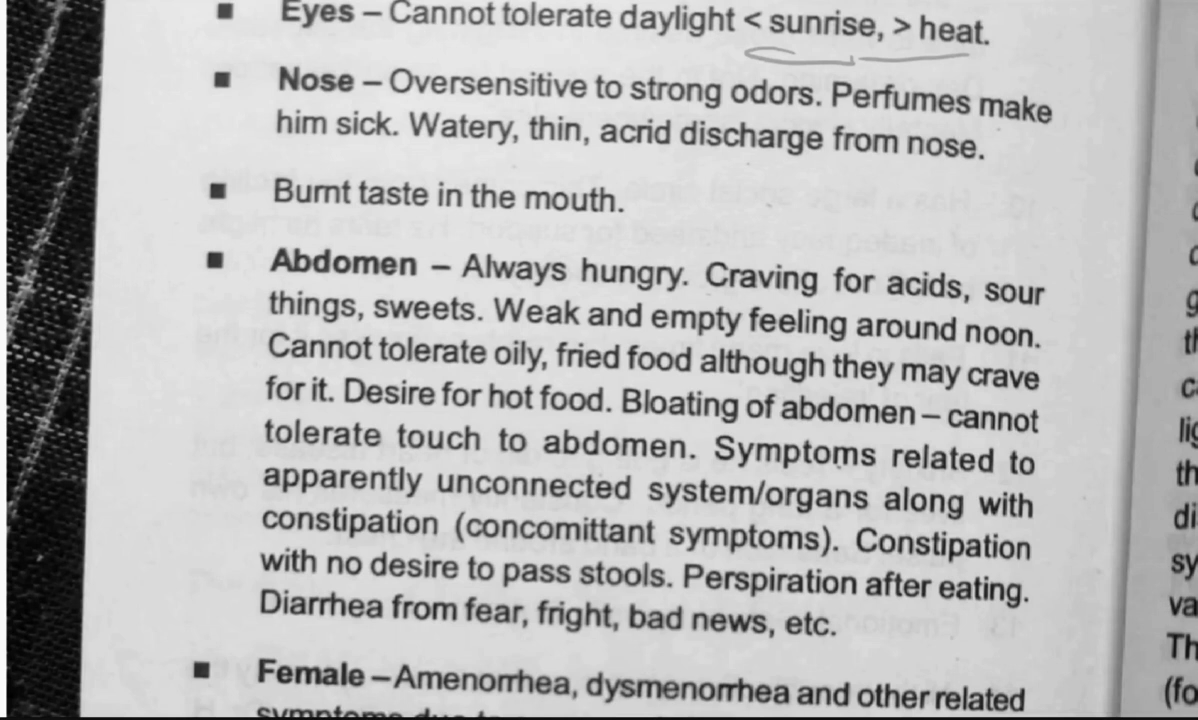 ▪ Eyes – Cannot tolerate daylight < sunrise, > heat.
▪ Nose – Oversensitive to strong odors. Perfumes make
him sick. Watery, thin, acrid discharge from nose.
▪ Burnt taste in the mouth.
▪ Abdomen – Always hungry. Craving for acids, sour
things, sweets. Weak and empty feeling around noon.
Cannot tolerate oily, fried food although they may crave
for it. Desire for hot food. Bloating of abdomen – cannot
tolerate touch to abdomen. Symptoms related to
apparently unconnected system/organs along with
constipation (concomittant symptoms). Constipation
with no desire to pass stools. Perspiration after eating.
Diarrhea from fear, fright, bad news, etc.
▪ Female – Amenorrhea, dysmenorrhea and other related
symptoms due to